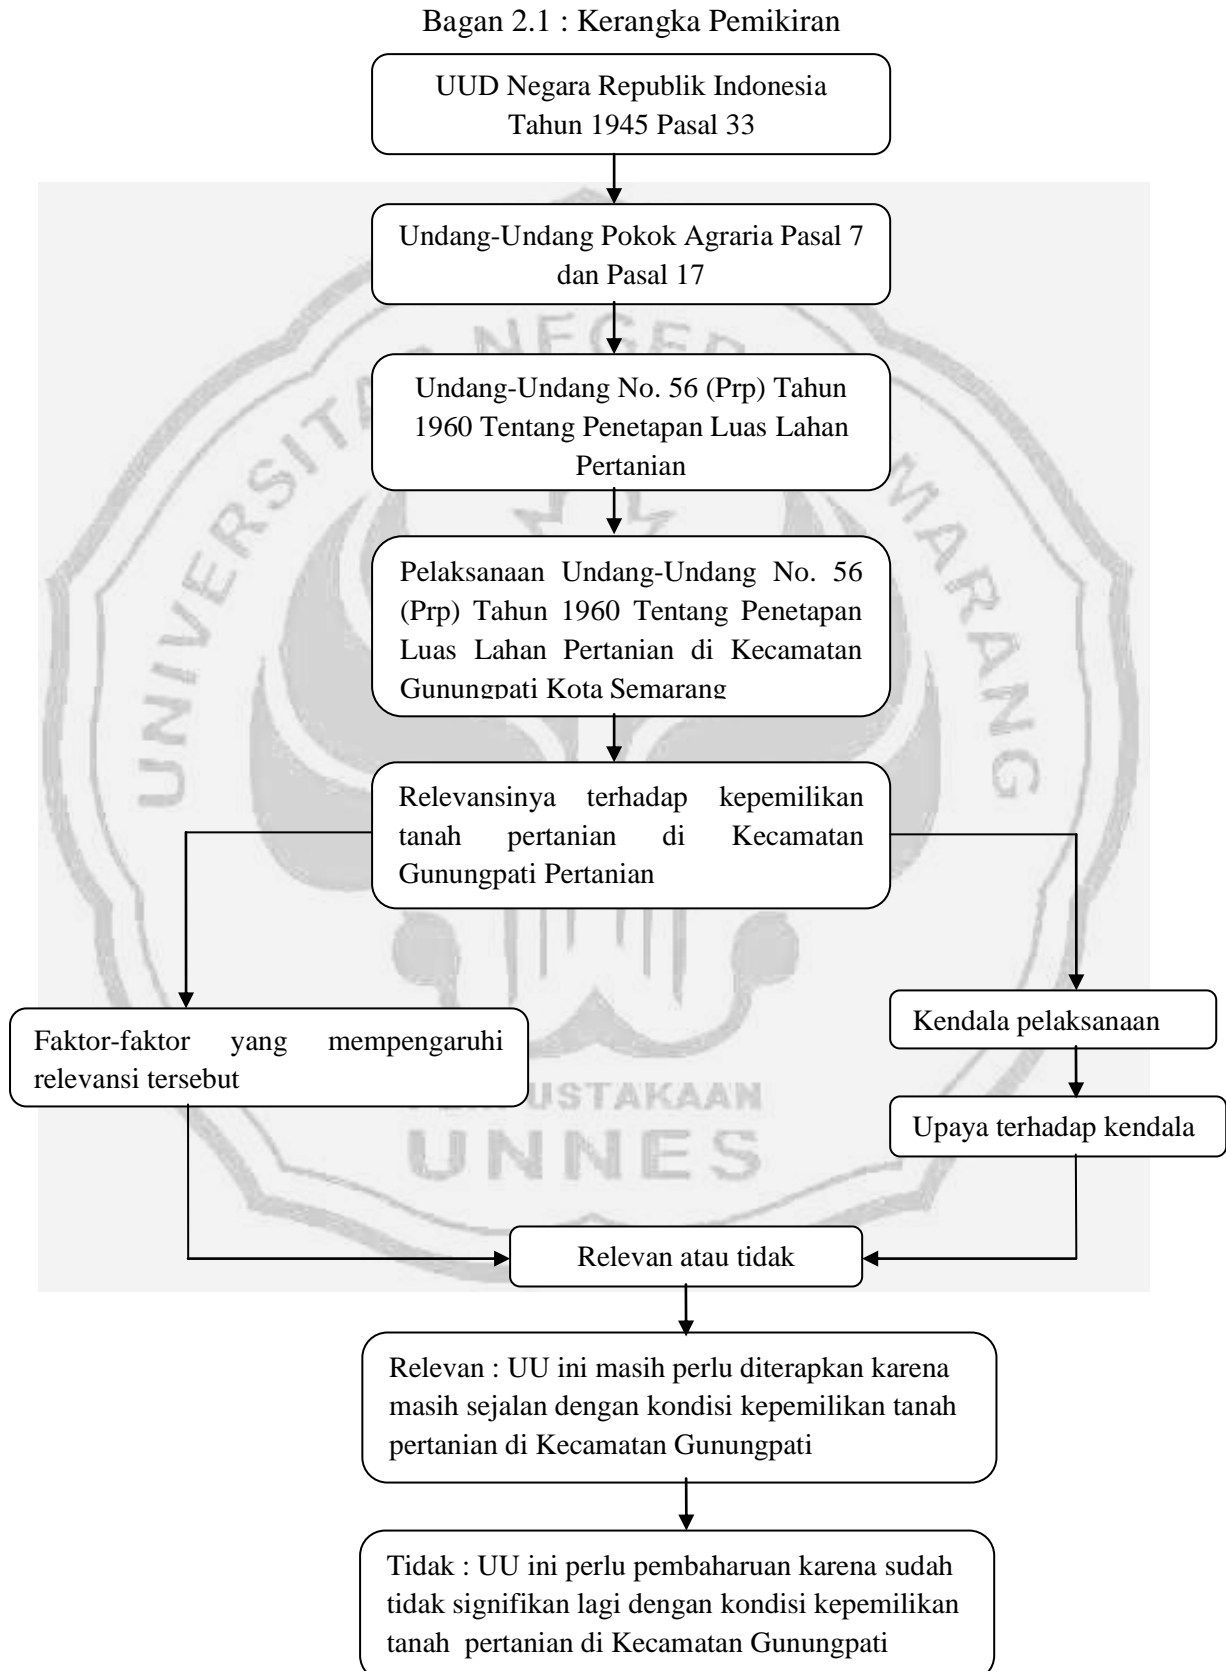 Bagan 2.1 : Kerangka Pemikiran
UUD Negara Republik Indonesia
Tahun 1945 Pasal 33
Undang-Undang Pokok Agraria Pasal 7
dan Pasal 17
Undang-Undang No. 56 (Prp) Tahun
1960 Tentang Penetapan Luas Lahan
Pertanian
Pelaksanaan Undang-Undang No. 56
(Prp) Tahun 1960 Tentang Penetapan
Luas Lahan Pertanian di Kecamatan
Gunungpati Kota Semarang
Relevansinya terhadap kepemilikan
tanah pertanian di Kecamatan
Gunungpati Pertanian
Faktor-faktor yang mempengaruhi
relevansi tersebut
Kendala pelaksanaan
Upaya terhadap kendala
Relevan atau tidak
Relevan : UU ini masih perlu diterapkan karena
masih sejalan dengan kondisi kepemilikan tanah
pertanian di Kecamatan Gunungpati
Tidak : UU ini perlu pembaharuan karena sudah
tidak signifikan lagi dengan kondisi kepemilikan
tanah pertanian di Kecamatan Gunungpati
UNNES